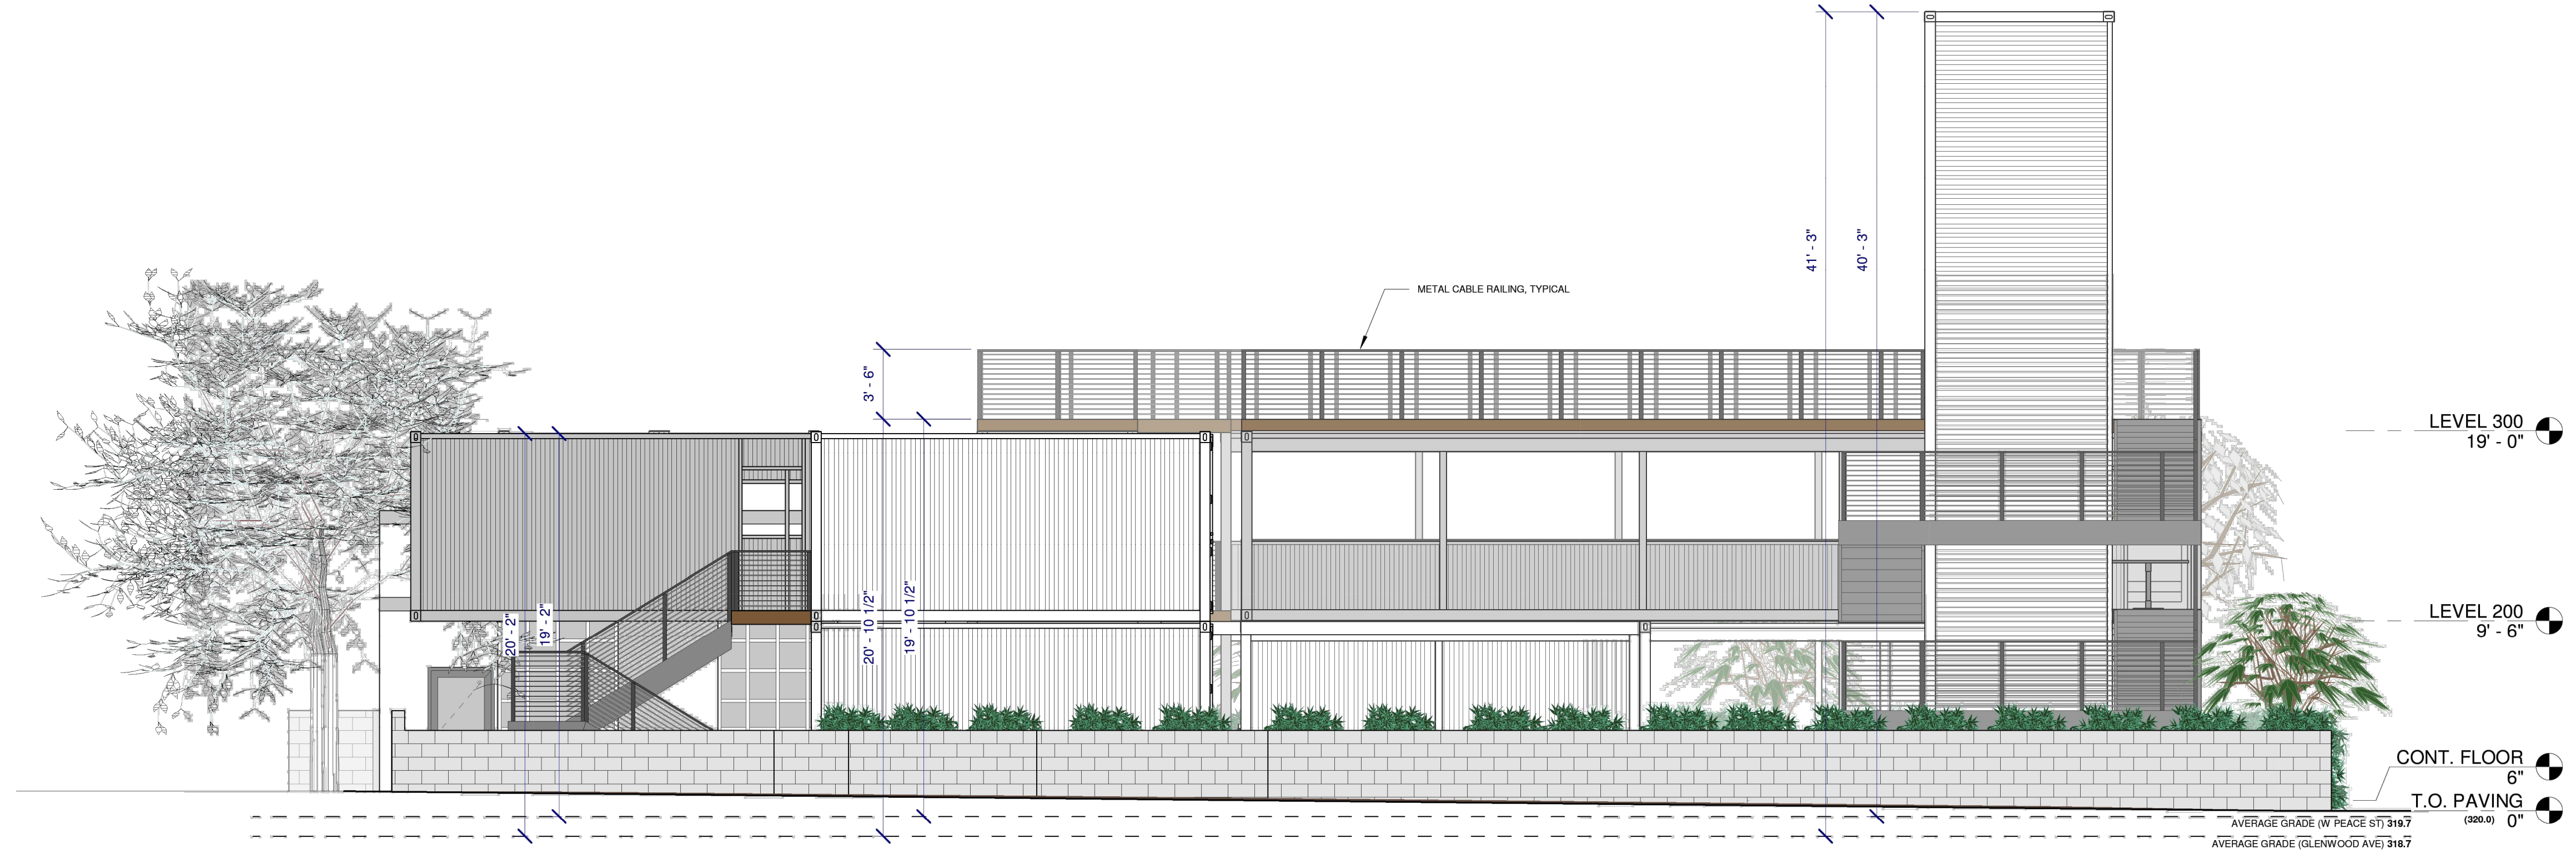 41' - 3"
40' - 3"
METAL CABLE RAILING, TYPICAL
3' - 6"
LEVEL 300
19' - 0"
20' - 2"
19' - 2"
20' - 10 1/2"
19' - 10 1/2"
LEVEL 200
9' - 6"
CONT. FLOOR
6"
T.O. PAVING
(320.0) 0"
AVERAGE GRADE (W PEACE ST) 319.7
AVERAGE GRADE (GLENWOOD AVE) 318.7